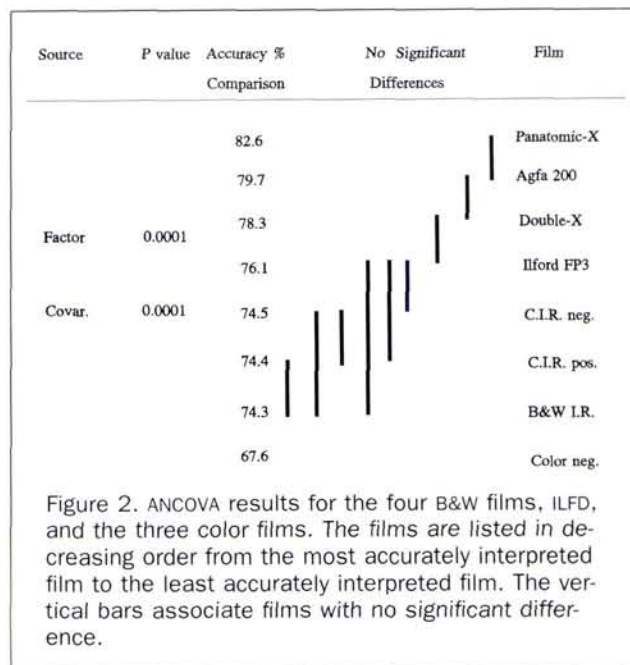 Source P value Accuracy % No Significant Film
Comparison Differences
82.6 Panatomic-X
79.7 Agfa 200
78.3 Double-X
Factor 0.0001
76.1 Ilford FP3
Covar. 0.0001 74.5 C.I.R. neg.
74.4 C.I.R. pos.
74.3 B&W I.R.
67.6 Color neg.
Figure 2. ANCOVA results for the four B&W films, ILFD,
and the three color films. The films are listed in de-
creasing order from the most accurately interpreted
film to the least accurately interpreted film. The ver-
tical bars associate films with no significant differ-
ence.